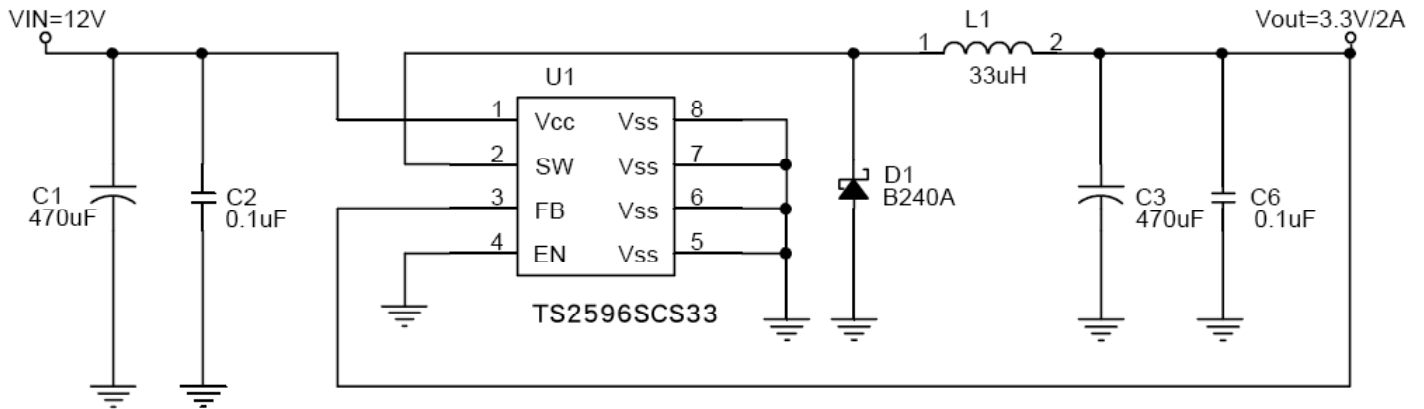 VIN=12V
L1
Vout=3.3V/2A
1
2
33uH
U1
1
Vcc
Vss
8
2
SW
Vss
7
3
FB
Vss
6
4
EN
Vss
5
TS2596SCS33
C1
470uF
C2
0.1uF
D1
B240A
C3
470uF
C6
0.1uF